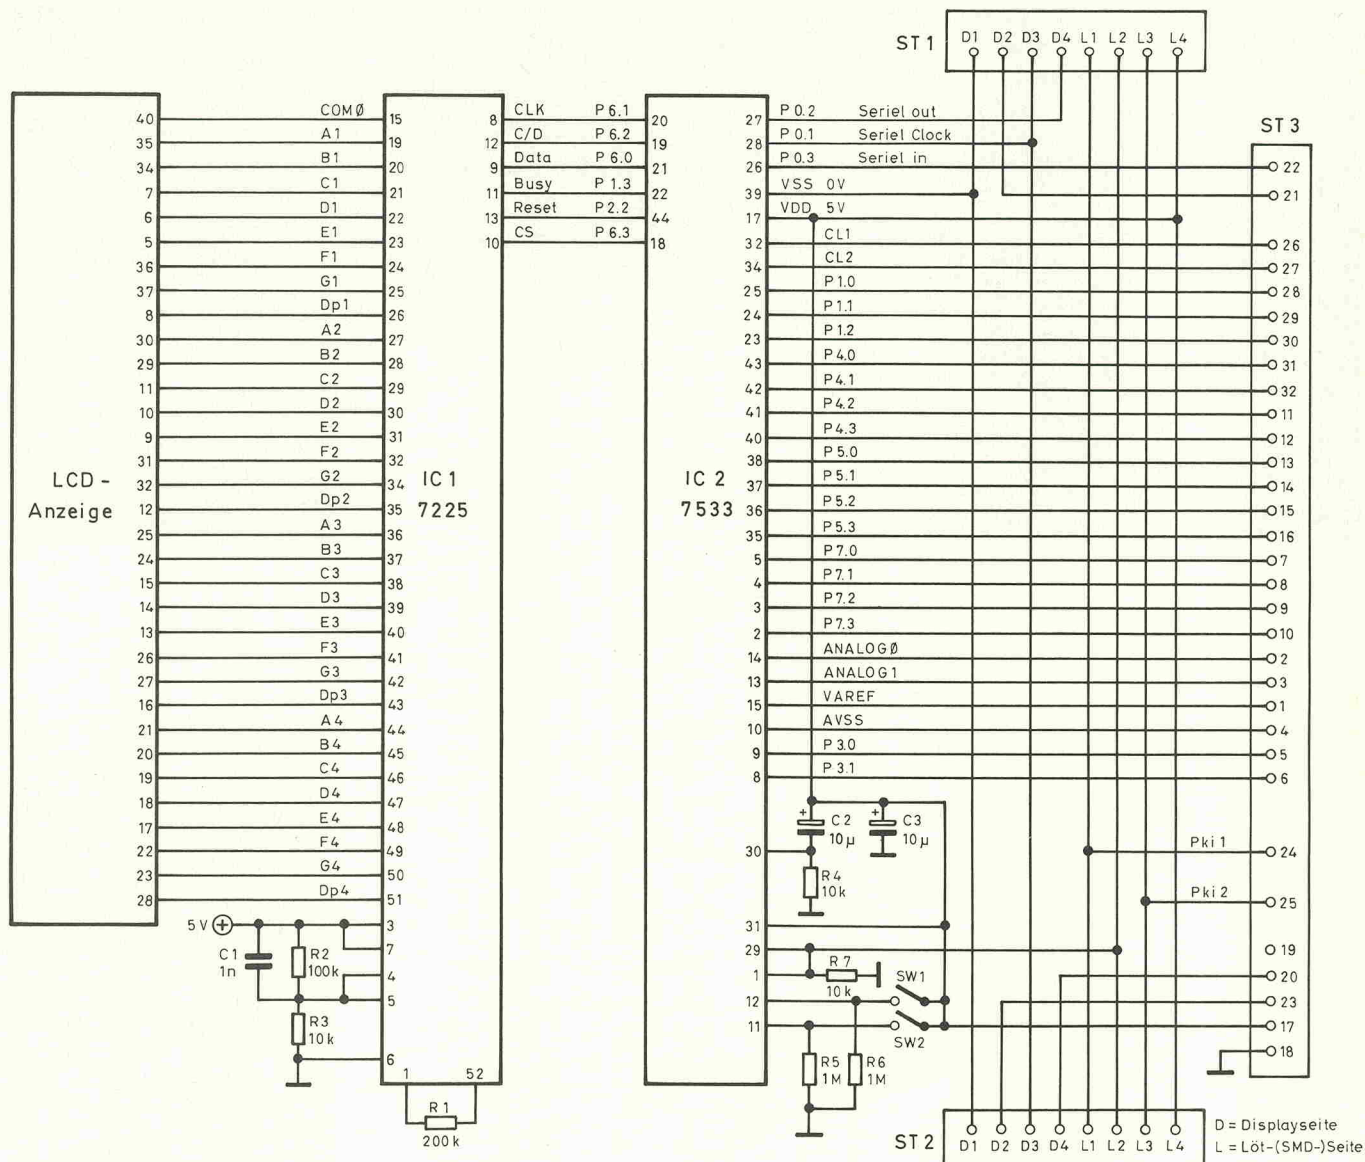 ST 1
D1 D2 D3 D4 L1 L2 L3 L4
ST 3
LCD-
Anzeige
40 COMØ 15
35 A1 19
34 B1 20
7 C1 21
6 D1 22
5 E1 23
36 F1 24
37 G1 25
8 Dp1 26
30 A2 27
29 B2 28
11 C2 29
10 D2 30
9 E2 31
31 F2 32
32 G2 34
12 Dp2 35
25 A3 36
24 B3 37
15 C3 38
14 D3 39
13 E3 40
26 F3 41
27 G3 42
16 Dp3 43
21 A4 44
20 B4 45
19 C4 46
18 D4 47
17 E4 48
22 F4 49
23 G4 50
28 Dp4 51
5V +
3
7
4
5
6
C1
1n
R2
100k
R3
10k
IC 1
7225
1 52
R1
200k
8 CLK P 6.1 20
12 C/D P 6.2 19
9 Data P 6.0 21
11 Busy P 1.3 22
13 Reset P 2.2 44
10 CS P 6.3 18
IC 2
7533
27 P 0.2 Seriel out
28 P 0.1 Seriel Clock
26 P 0.3 Seriel in 22
39 VSS 0V
21
17 VDD 5V
32 CL1 26
34 CL2 27
25 P 1.0 28
24 P 1.1 29
23 P 1.2 30
43 P 4.0 31
42 P 4.1 32
41 P 4.2 11
40 P 4.3 12
38 P 5.0 13
37 P 5.1 14
36 P 5.2 15
35 P 5.3 16
5 P 7.0 7
4 P 7.1 8
3 P 7.2 9
2 P 7.3 10
14 ANALOGØ 2
13 ANALOG1 3
15 VAREF 1
10 AVSS 4
9 P 3.0 5
8 P 3.1 6
+ C2
10µ
+ C3
10µ
30
R4
10k
Pki 1 24
Pki 2 25
31
29
19
1
R 7
10k
20
12
SW1
23
11
SW2
17
R5
1M
R6
1M
18
ST 2
D1 D2 D3 D4 L1 L2 L3 L4
D = Displayseite
L = Löt-(SMD-)Seite